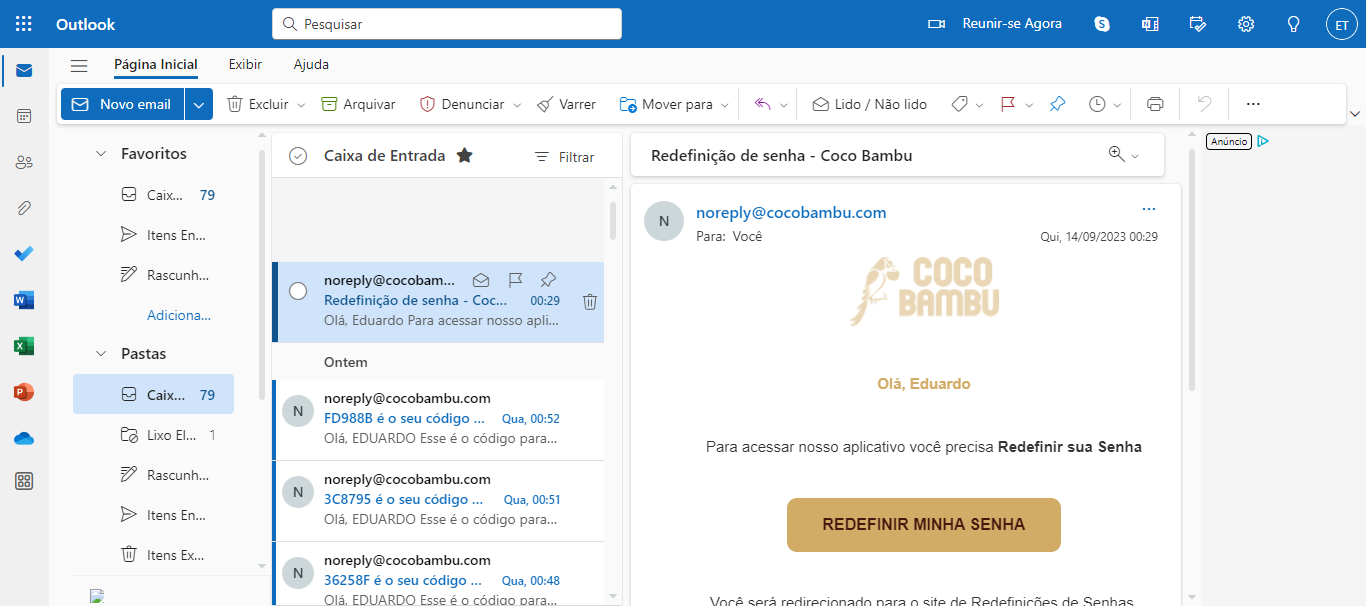 Outlook
Pesquisar
Reunir-se Agora
ET
Página Inicial
Exibir
Ajuda
Novo email
Excluir
Arquivar
Denunciar
Varrer
Mover para
Lido / Não lido
Favoritos
Caix... 79
Itens En...
Rascunh...
Adiciona...
Pastas
Caix... 79
Lixo El... 1
Rascunh...
Itens En...
Itens Ex...
Caixa de Entrada
Filtrar
noreply@cocobam...
Redefinição de senha - Coc... 00:29
Olá, Eduardo Para acessar nosso apli...
Ontem
N
noreply@cocobambu.com
FD988B é o seu código ... Qua, 00:52
Olá, EDUARDO Esse é o código para...
N
noreply@cocobambu.com
3C8795 é o seu código ... Qua, 00:51
Olá, EDUARDO Esse é o código para...
N
noreply@cocobambu.com
36258F é o seu código ... Qua, 00:48
Olá, EDUARDO Esse é o código para...
Redefinição de senha - Coco Bambu
N
noreply@cocobambu.com
Para: Você
Qui, 14/09/2023 00:29
COCO
BAMBU
Olá, Eduardo
Para acessar nosso aplicativo você precisa Redefinir sua Senha
REDEFINIR MINHA SENHA
Você será redirecionado para o site de Redefinições de Senhas
Anúncio